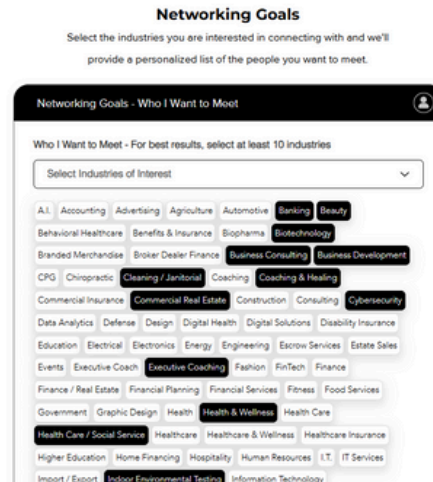 Networking Goals
Select the industries you are interested in connecting with and we'll
provide a personalized list of the people you want to meet.
Networking Goals - Who I Want to Meet
Who I Want to Meet - For best results, select at least 10 industries
Select Industries of Interest
A.I. Accounting Advertising Agriculture Automotive Banking Beauty
Behavioral Healthcare Benefits & Insurance Biopharma Biotechnology
Branded Merchandise Broker Dealer Finance Business Consulting Business Development
CPG Chiropractic Cleaning / Janitorial Coaching Coaching & Healing
Commercial Insurance Commercial Real Estate Construction Consulting Cybersecurity
Data Analytics Defense Design Digital Health Digital Solutions Disability Insurance
Education Electrical Electronics Energy Engineering Escrow Services Estate Sales
Events Executive Coach Executive Coaching Fashion FinTech Finance
Finance / Real Estate Financial Planning Financial Services Fitness Food Services
Government Graphic Design Health Health & Wellness Health Care
Health Care / Social Service Healthcare Healthcare & Wellness Healthcare Insurance
Higher Education Home Financing Hospitality Human Resources I.T. IT Services
Import / Export Indoor Environmental Testing Information Technology